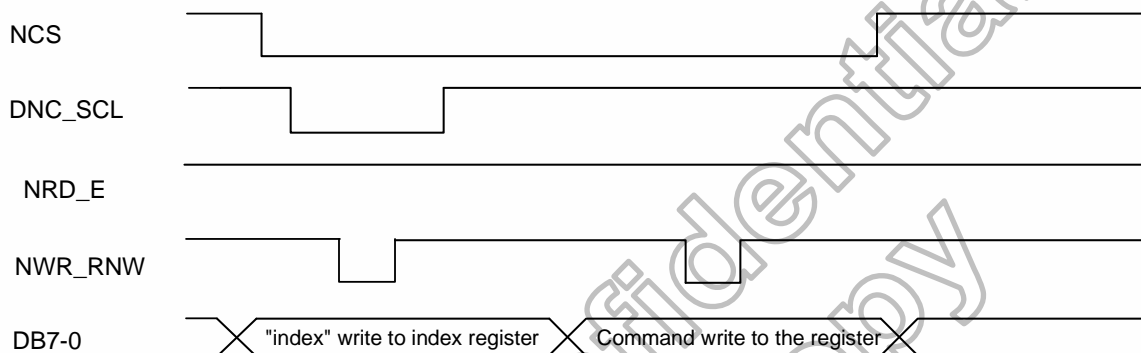 NCS
DNC_SCL
NRD_E
NWR_RNW
DB7-0 "index" write to index register Command write to the register